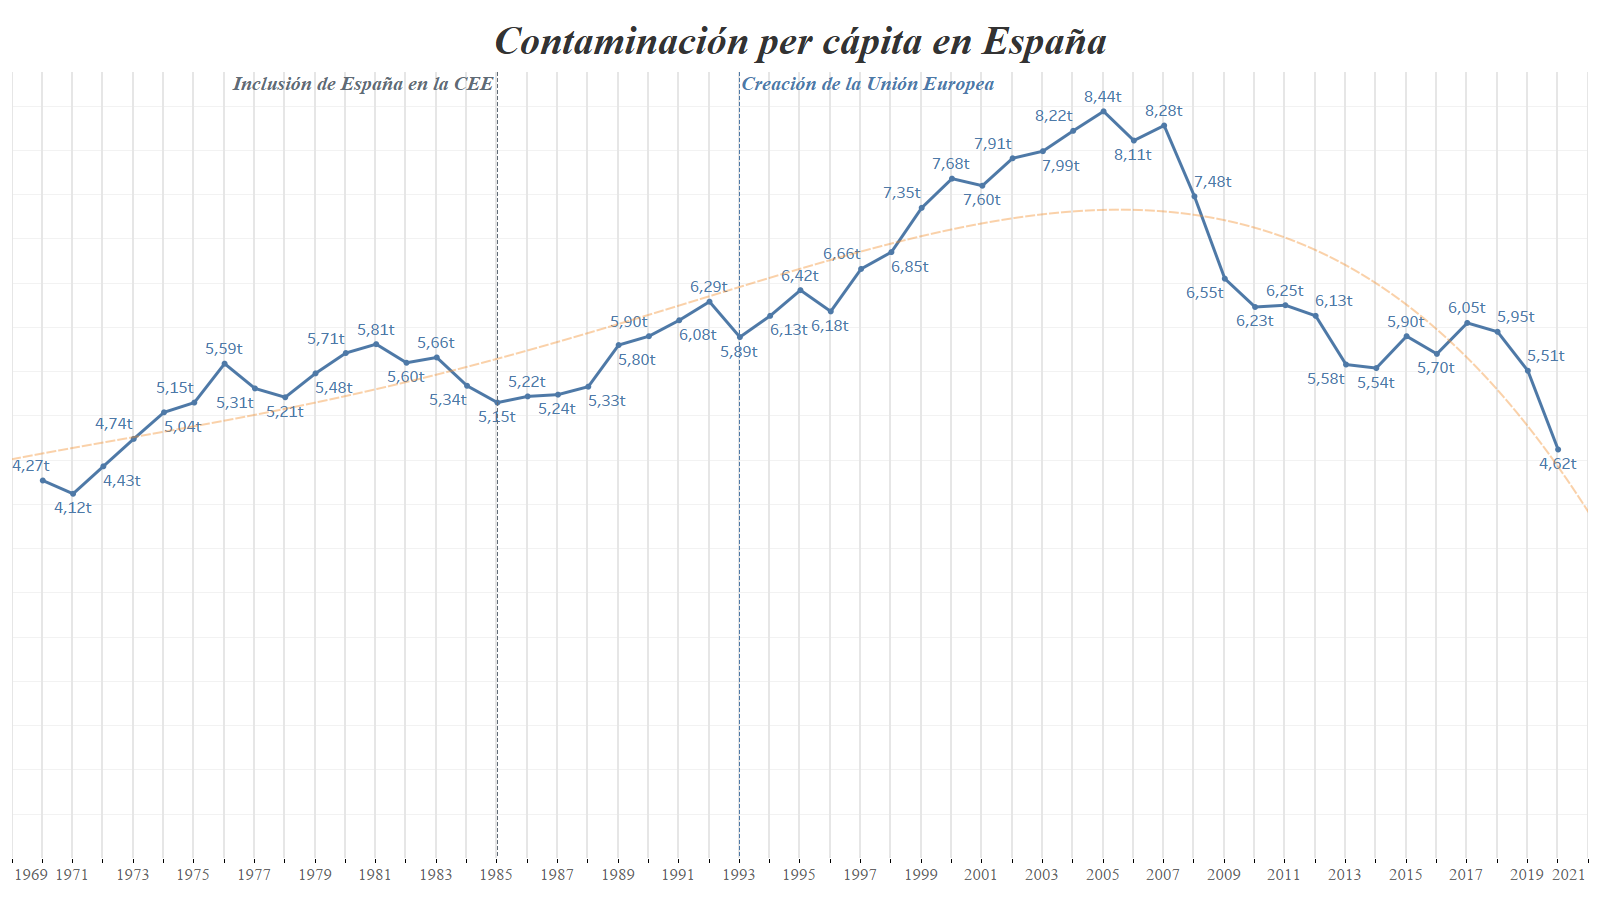 Contaminación per cápita en España
Inclusión de España en la CEE
Creación de la Unión Europea
4,27t
4,12t
4,43t
4,74t
5,04t
5,15t
5,59t
5,31t
5,21t
5,48t
5,71t
5,81t
5,60t
5,66t
5,34t
5,15t
5,22t
5,24t
5,33t
5,80t
5,90t
6,08t
6,29t
5,89t
6,13t
6,42t
6,18t
6,66t
6,85t
7,35t
7,68t
7,60t
7,91t
7,99t
8,22t
8,44t
8,11t
8,28t
7,48t
6,55t
6,23t
6,25t
6,13t
5,58t
5,54t
5,90t
5,70t
6,05t
5,95t
5,51t
4,62t
1969 1971 1973 1975 1977 1979 1981 1983 1985 1987 1989 1991 1993 1995 1997 1999 2001 2003 2005 2007 2009 2011 2013 2015 2017 2019 2021